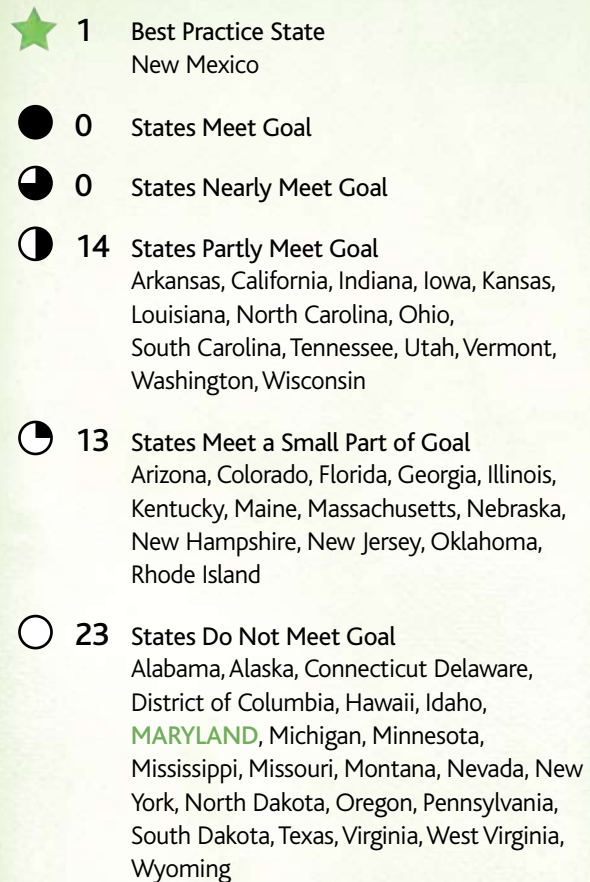 1 Best Practice State
New Mexico
0 States Meet Goal
0 States Nearly Meet Goal
14 States Partly Meet Goal
Arkansas, California, Indiana, Iowa, Kansas,
Louisiana, North Carolina, Ohio,
South Carolina, Tennessee, Utah, Vermont,
Washington, Wisconsin
13 States Meet a Small Part of Goal
Arizona, Colorado, Florida, Georgia, Illinois,
Kentucky, Maine, Massachusetts, Nebraska,
New Hampshire, New Jersey, Oklahoma,
Rhode Island
23 States Do Not Meet Goal
Alabama, Alaska, Connecticut Delaware,
District of Columbia, Hawaii, Idaho,
MARYLAND, Michigan, Minnesota,
Mississippi, Missouri, Montana, Nevada, New
York, North Dakota, Oregon, Pennsylvania,
South Dakota, Texas, Virginia, West Virginia,
Wyoming